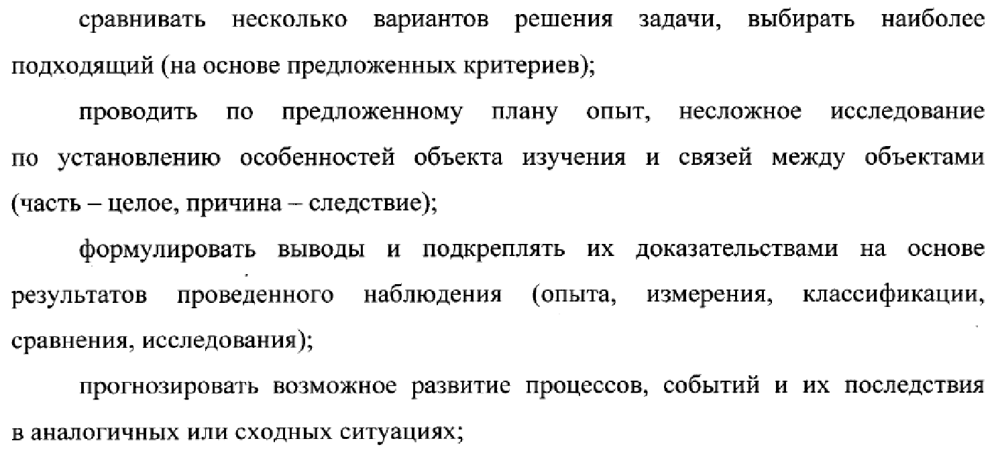 сравнивать несколько вариантов решения задачи, выбирать наиболее
подходящий (на основе предложенных критериев);
проводить по предложенному плану опыт, несложное исследование
по установлению особенностей объекта изучения и связей между объектами
(часть – целое, причина – следствие);
формулировать выводы и подкреплять их доказательствами на основе
результатов проведенного наблюдения (опыта, измерения, классификации,
сравнения, исследования);
прогнозировать возможное развитие процессов, событий и их последствия
в аналогичных или сходных ситуациях;